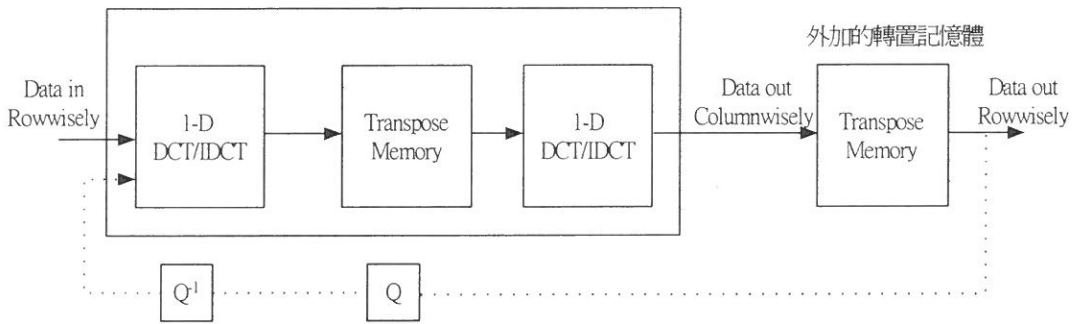 外加的轉置記憶體
Data in
Rowwisely
1-D
DCT/IDCT
Transpose
Memory
1-D
DCT/IDCT
Data out
Columnwisely
Transpose
Memory
Data out
Rowwisely
Q-1
Q